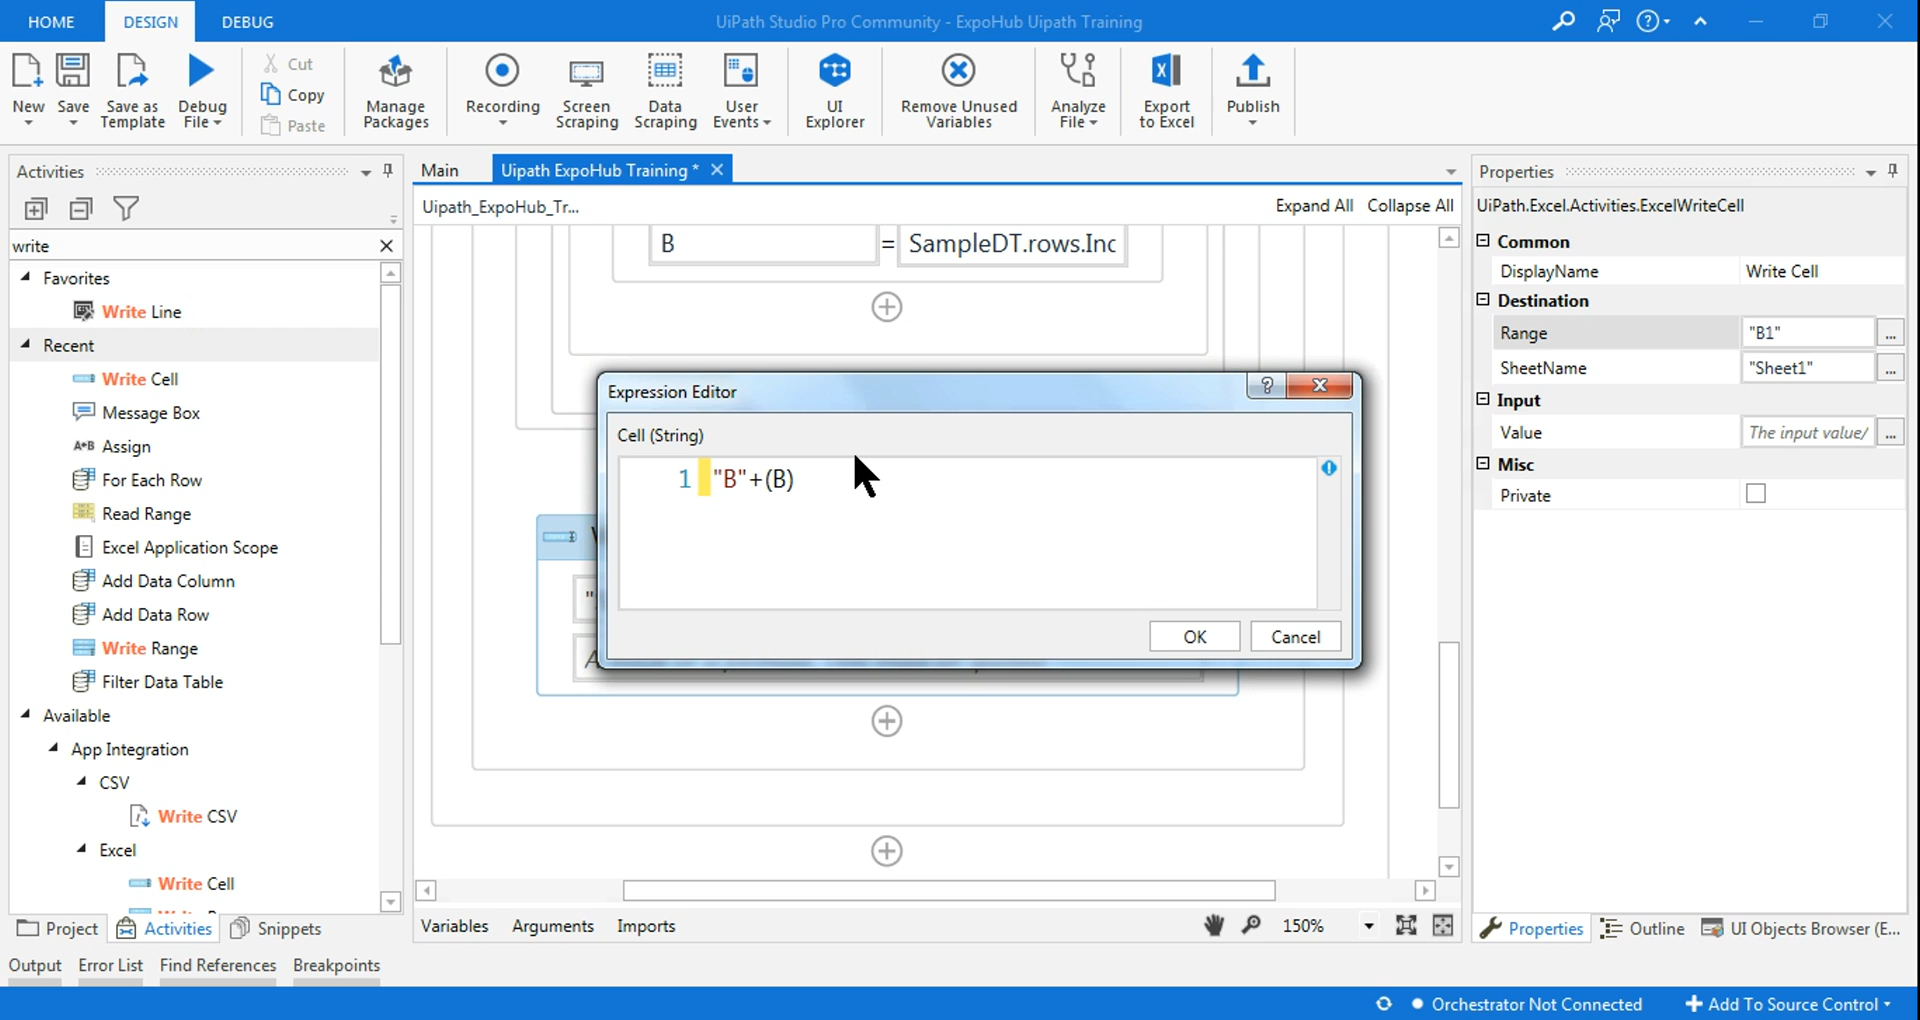 HOME DESIGN DEBUG UiPath Studio Pro Community - ExpoHub Uipath Training
New
Save
Save as Template
Debug File
Cut
Copy
Paste
Manage Packages
Recording
Screen Scraping
Data Scraping
User Events
UI Explorer
Remove Unused Variables
Analyze File
Export to Excel
Publish
Activities
write
Favorites
Write Line
Recent
Write Cell
Message Box
Assign
For Each Row
Read Range
Excel Application Scope
Add Data Column
Add Data Row
Write Range
Filter Data Table
Available
App Integration
CSV
Write CSV
Excel
Write Cell
Project Activities Snippets
Main Uipath ExpoHub Training *
Uipath_ExpoHub_Tr... Expand All Collapse All
B = SampleDT.rows.Inc
Expression Editor
Cell (String)
1 "B"+(B)
OK Cancel
Variables Arguments Imports 150%
Properties
UiPath.Excel.Activities.ExcelWriteCell
Common
DisplayName Write Cell
Destination
Range "B1" ...
SheetName "Sheet1" ...
Input
Value The input value/ ...
Misc
Private
Properties Outline UI Objects Browser (E...
Output Error List Find References Breakpoints
Orchestrator Not Connected Add To Source Control